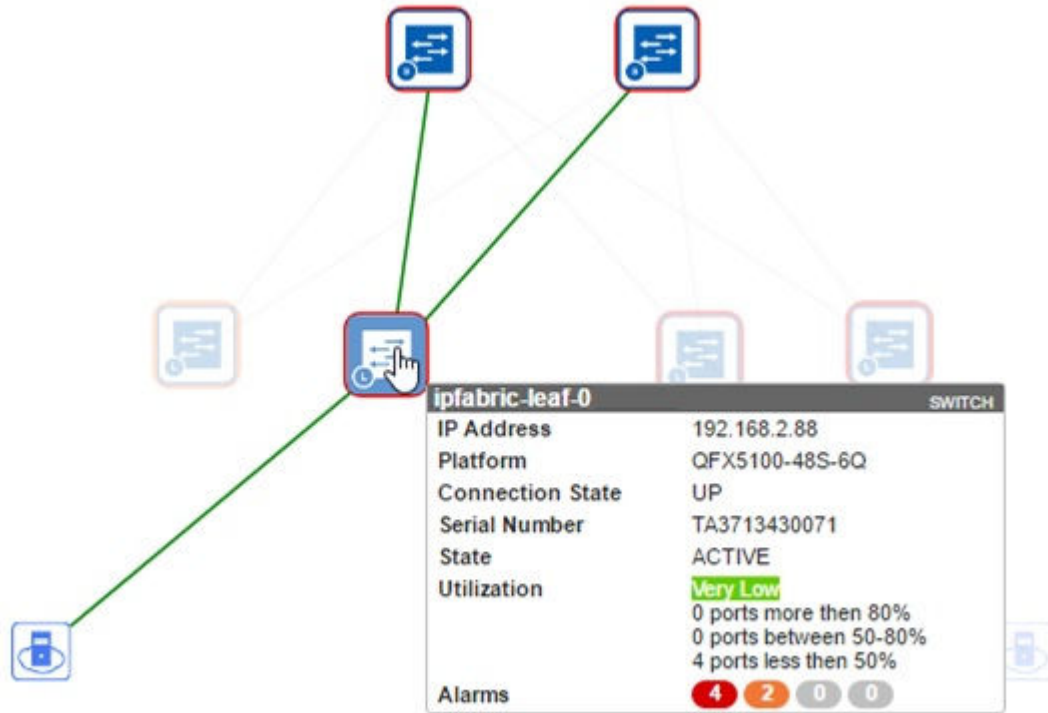 ipfabric-leaf-0 SWITCH
IP Address 192.168.2.88
Platform QFX5100-48S-6Q
Connection State UP
Serial Number TA3713430071
State ACTIVE
Utilization Very Low
0 ports more then 80%
0 ports between 50-80%
4 ports less then 50%
Alarms 4 2 0 0